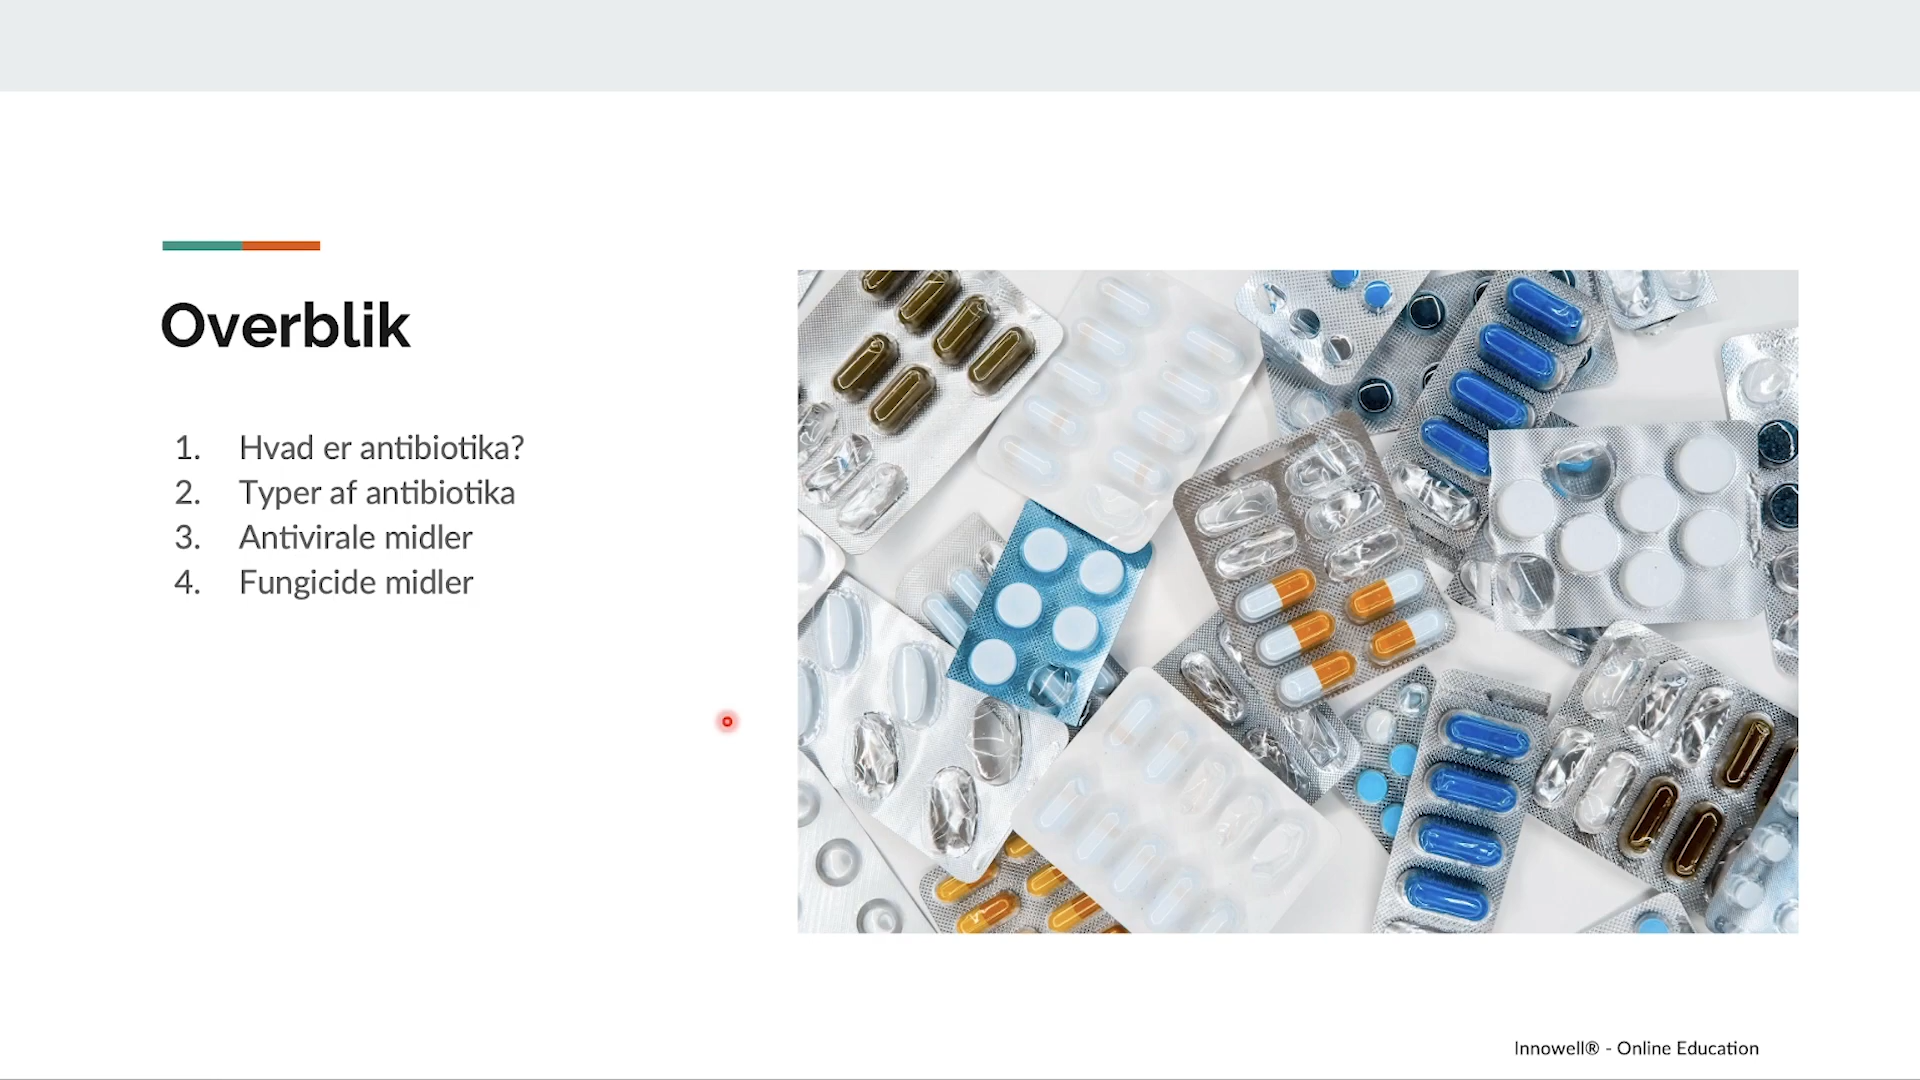 Overblik
1. Hvad er antibiotika?
2. Typer af antibiotika
3. Antivirale midler
4. Fungicide midler
Innowell® - Online Education